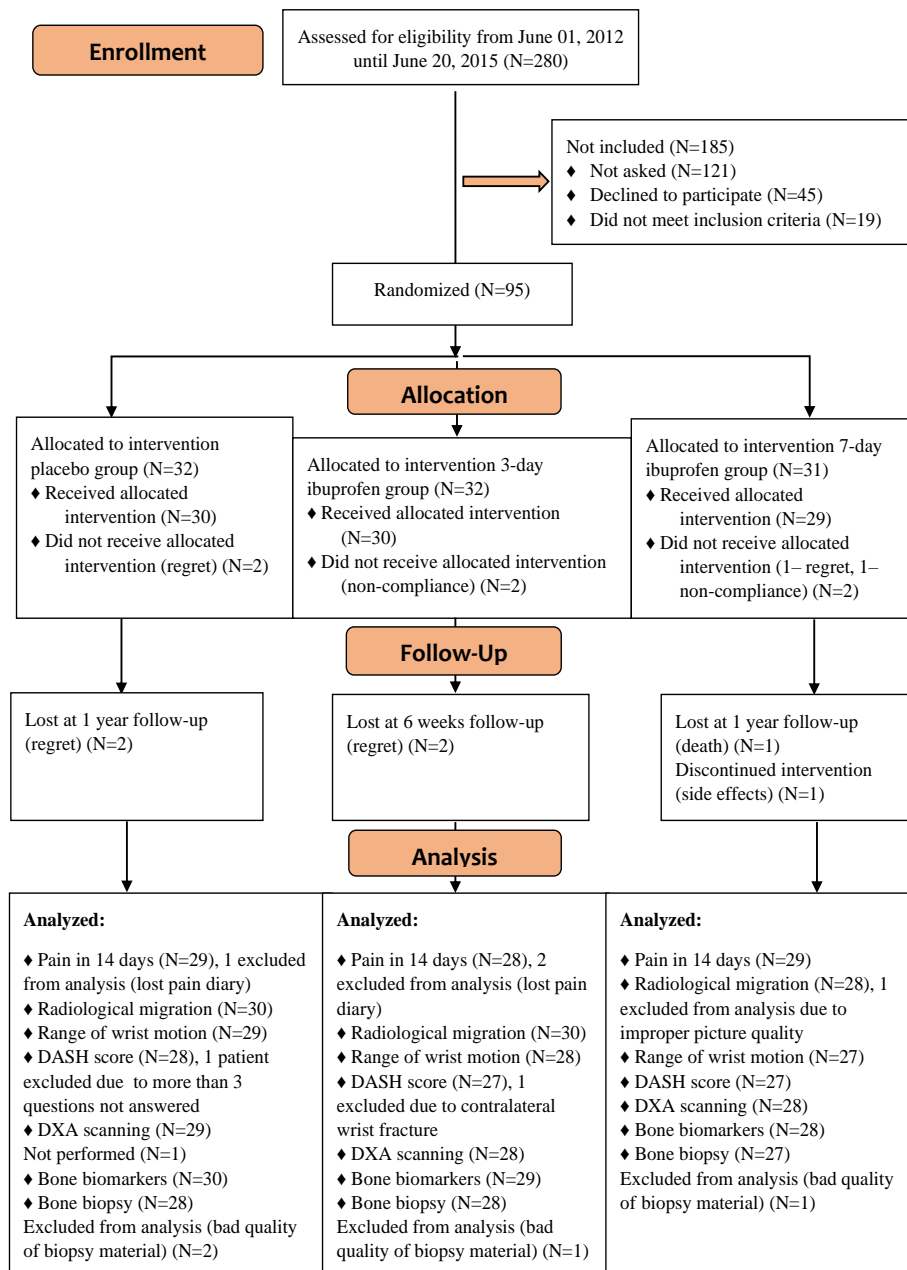 Enrollment
Assessed for eligibility from June 01, 2012
until June 20, 2015 (N=280)
Not included (N=185)
♦ Not asked (N=121)
♦ Declined to participate (N=45)
♦ Did not meet inclusion criteria (N=19)
Randomized (N=95)
Allocation
Allocated to intervention
placebo group (N=32)
♦ Received allocated
intervention (N=30)
♦ Did not receive allocated
intervention (regret) (N=2)
Allocated to intervention 3-day
ibuprofen group (N=32)
♦ Received allocated intervention
(N=30)
♦ Did not receive allocated intervention
(non-compliance) (N=2)
Allocated to intervention 7-day
ibuprofen group (N=31)
♦ Received allocated
intervention (N=29)
♦ Did not receive allocated
intervention (1– regret, 1–
non-compliance) (N=2)
Follow-Up
Lost at 1 year follow-up
(regret) (N=2)
Lost at 6 weeks follow-up
(regret) (N=2)
Lost at 1 year follow-up
(death) (N=1)
Discontinued intervention
(side effects) (N=1)
Analysis
Analyzed:
♦ Pain in 14 days (N=29), 1 excluded
from analysis (lost pain diary)
♦ Radiological migration (N=30)
♦ Range of wrist motion (N=29)
♦ DASH score (N=28), 1 patient
excluded due to more than 3
questions not answered
♦ DXA scanning (N=29)
Not performed (N=1)
♦ Bone biomarkers (N=30)
♦ Bone biopsy (N=28)
Excluded from analysis (bad quality
of biopsy material) (N=2)
Analyzed:
♦ Pain in 14 days (N=28), 2
excluded from analysis (lost pain
diary)
♦ Radiological migration (N=30)
♦ Range of wrist motion (N=28)
♦ DASH score (N=27), 1
excluded due to contralateral
wrist fracture
♦ DXA scanning (N=28)
♦ Bone biomarkers (N=29)
♦ Bone biopsy (N=28)
Excluded from analysis (bad
quality of biopsy material) (N=1)
Analyzed:
♦ Pain in 14 days (N=29)
♦ Radiological migration (N=28), 1
excluded from analysis due to
improper picture quality
♦ Range of wrist motion (N=27)
♦ DASH score (N=27)
♦ DXA scanning (N=28)
♦ Bone biomarkers (N=28)
♦ Bone biopsy (N=27)
Excluded from analysis (bad quality
of biopsy material) (N=1)